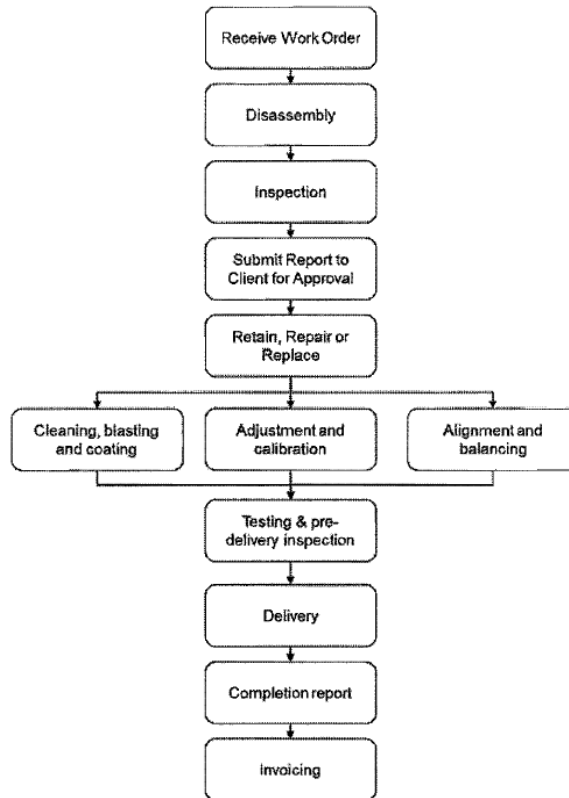 Receive Work Order
Disassembly
Inspection
Submit Report to
Client for Approval
Retain, Repair or
Replace
Cleaning, blasting
and coating
Adjustment and
calibration
Alignment and
balancing
Testing & pre-
delivery inspection
Delivery
Completion report
Invoicing